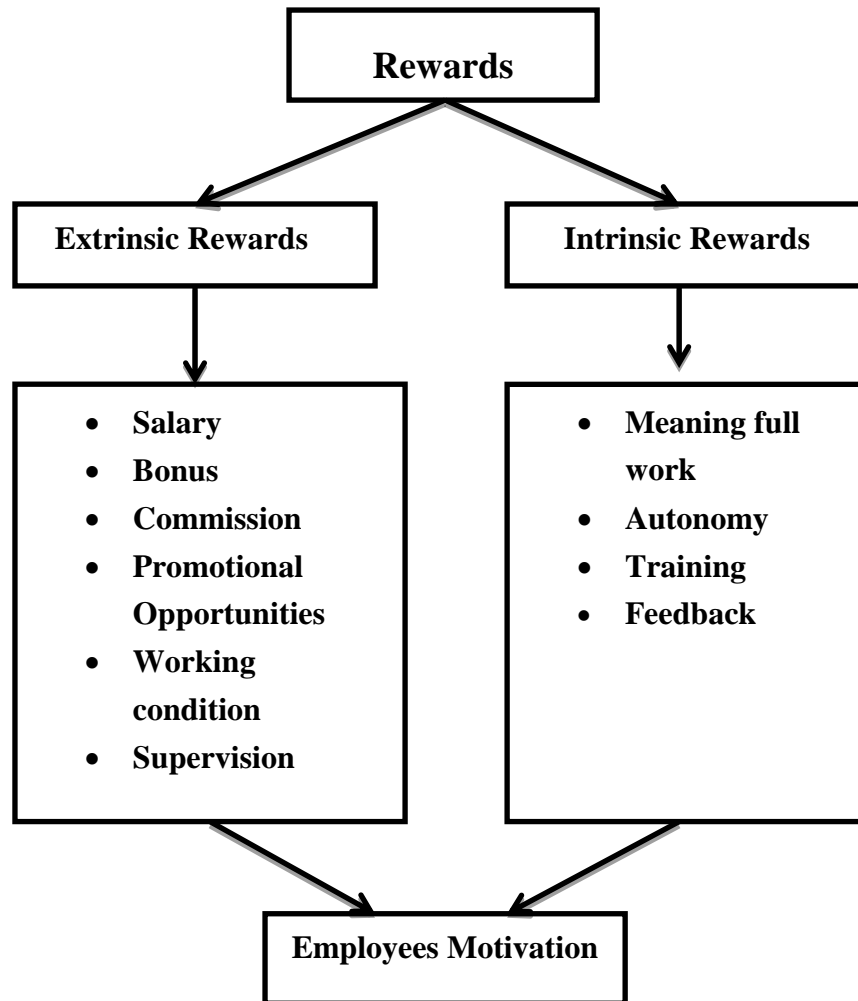 Rewards
Extrinsic Rewards
Intrinsic Rewards
• Salary
• Bonus
• Commission
• Promotional
Opportunities
• Working
condition
• Supervision
• Meaning full
work
• Autonomy
• Training
• Feedback
Employees Motivation